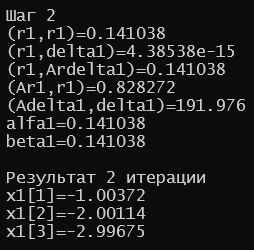 Шаг 2
(r1,r1)=0.141038
(r1,delta1)=4.38538e-15
(r1,Ardelta1)=0.141038
(Ar1,r1)=0.828272
(Adelta1,delta1)=191.976
alfa1=0.141038
beta1=0.141038
Результат 2 итерации
x1[1]=-1.00372
x1[2]=-2.00114
x1[3]=-2.99675